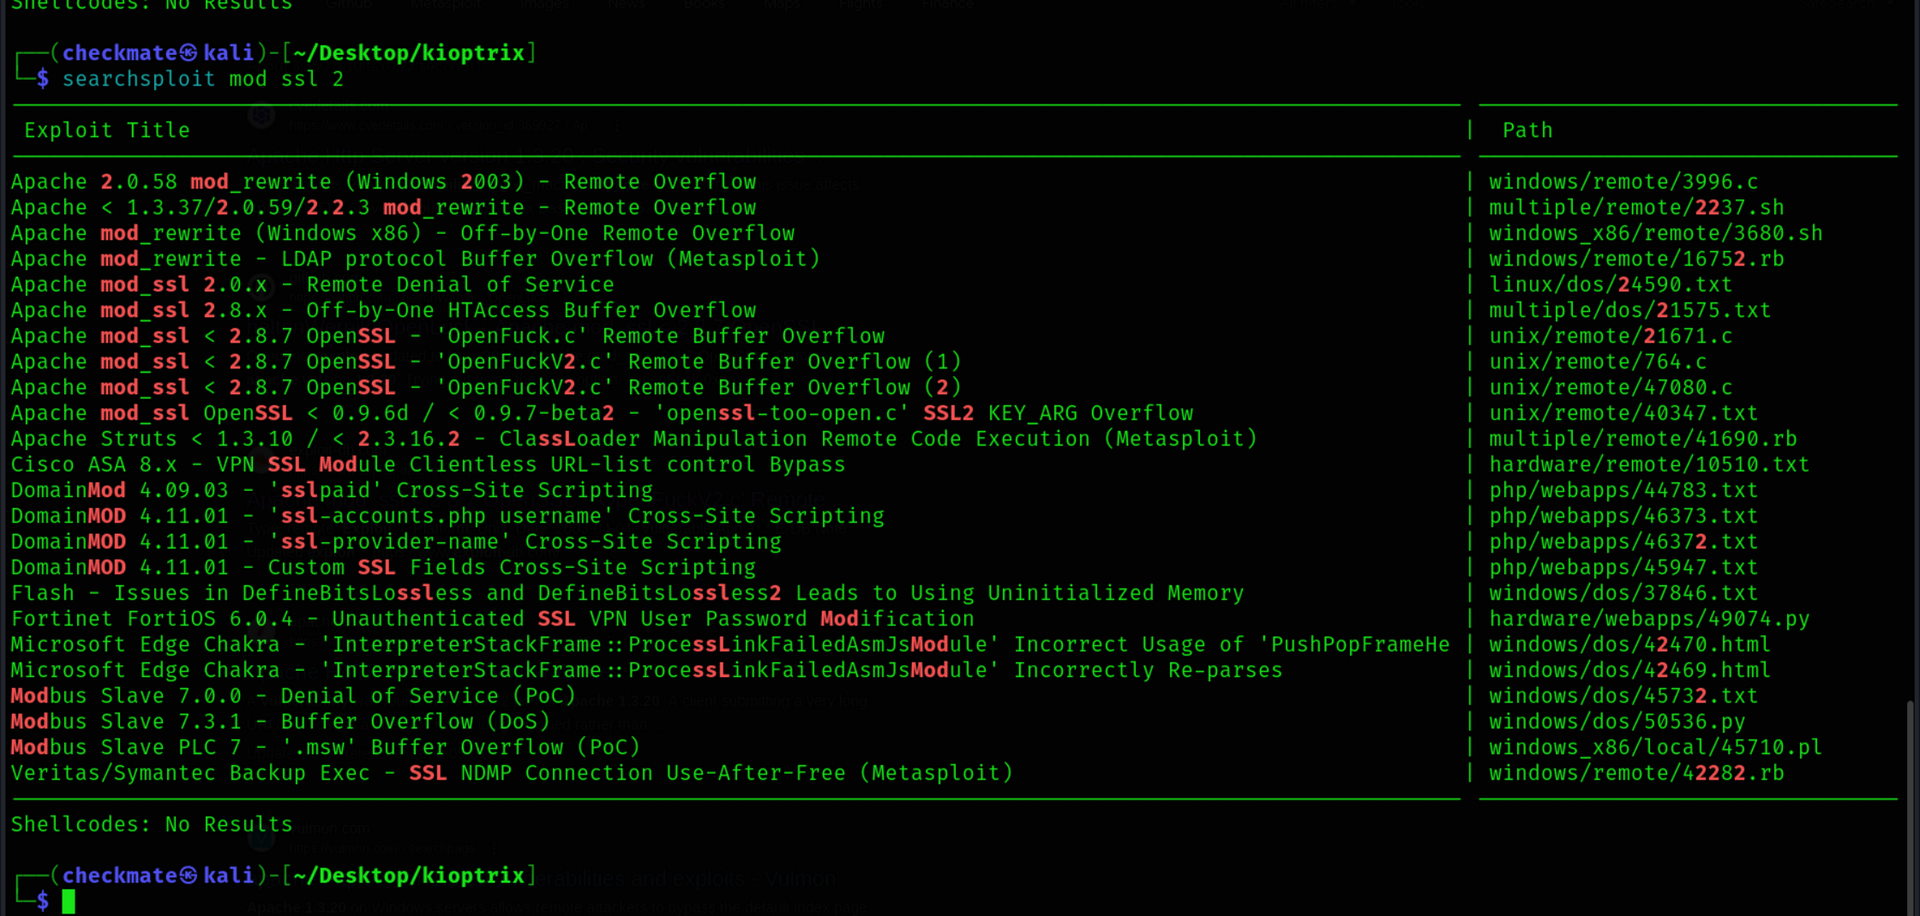 Shellcodes: No Results
┌──(checkmate㉿kali)-[~/Desktop/kioptrix]
└─$ searchsploit mod ssl 2
Exploit Title | Path
Apache 2.0.58 mod_rewrite (Windows 2003) - Remote Overflow | windows/remote/3996.c
Apache < 1.3.37/2.0.59/2.2.3 mod_rewrite - Remote Overflow | multiple/remote/2237.sh
Apache mod_rewrite (Windows x86) - Off-by-One Remote Overflow | windows_x86/remote/3680.sh
Apache mod_rewrite - LDAP protocol Buffer Overflow (Metasploit) | windows/remote/16752.rb
Apache mod_ssl 2.0.x - Remote Denial of Service | linux/dos/24590.txt
Apache mod_ssl 2.8.x - Off-by-One HTAccess Buffer Overflow | multiple/dos/21575.txt
Apache mod_ssl < 2.8.7 OpenSSL - 'OpenFuck.c' Remote Buffer Overflow | unix/remote/21671.c
Apache mod_ssl < 2.8.7 OpenSSL - 'OpenFuckV2.c' Remote Buffer Overflow (1) | unix/remote/764.c
Apache mod_ssl < 2.8.7 OpenSSL - 'OpenFuckV2.c' Remote Buffer Overflow (2) | unix/remote/47080.c
Apache mod_ssl OpenSSL < 0.9.6d / < 0.9.7-beta2 - 'openssl-too-open.c' SSL2 KEY_ARG Overflow | unix/remote/40347.txt
Apache Struts < 1.3.10 / < 2.3.16.2 - ClassLoader Manipulation Remote Code Execution (Metasploit) | multiple/remote/41690.rb
Cisco ASA 8.x - VPN SSL Module Clientless URL-list control Bypass | hardware/remote/10510.txt
DomainMod 4.09.03 - 'sslpaid' Cross-Site Scripting | php/webapps/44783.txt
DomainMOD 4.11.01 - 'ssl-accounts.php username' Cross-Site Scripting | php/webapps/46373.txt
DomainMOD 4.11.01 - 'ssl-provider-name' Cross-Site Scripting | php/webapps/46372.txt
DomainMOD 4.11.01 - Custom SSL Fields Cross-Site Scripting | php/webapps/45947.txt
Flash - Issues in DefineBitsLossless and DefineBitsLossless2 Leads to Using Uninitialized Memory | windows/dos/37846.txt
Fortinet FortiOS 6.0.4 - Unauthenticated SSL VPN User Password Modification | hardware/webapps/49074.py
Microsoft Edge Chakra - 'InterpreterStackFrame::ProcessLinkFailedAsmJsModule' Incorrect Usage of 'PushPopFrameHe | windows/dos/42470.html
Microsoft Edge Chakra - 'InterpreterStackFrame::ProcessLinkFailedAsmJsModule' Incorrectly Re-parses | windows/dos/42469.html
Modbus Slave 7.0.0 - Denial of Service (PoC) | windows/dos/45732.txt
Modbus Slave 7.3.1 - Buffer Overflow (DoS) | windows/dos/50536.py
Modbus Slave PLC 7 - '.msw' Buffer Overflow (PoC) | windows_x86/local/45710.pl
Veritas/Symantec Backup Exec - SSL NDMP Connection Use-After-Free (Metasploit) | windows/remote/42282.rb
Shellcodes: No Results
┌──(checkmate㉿kali)-[~/Desktop/kioptrix]
└─$